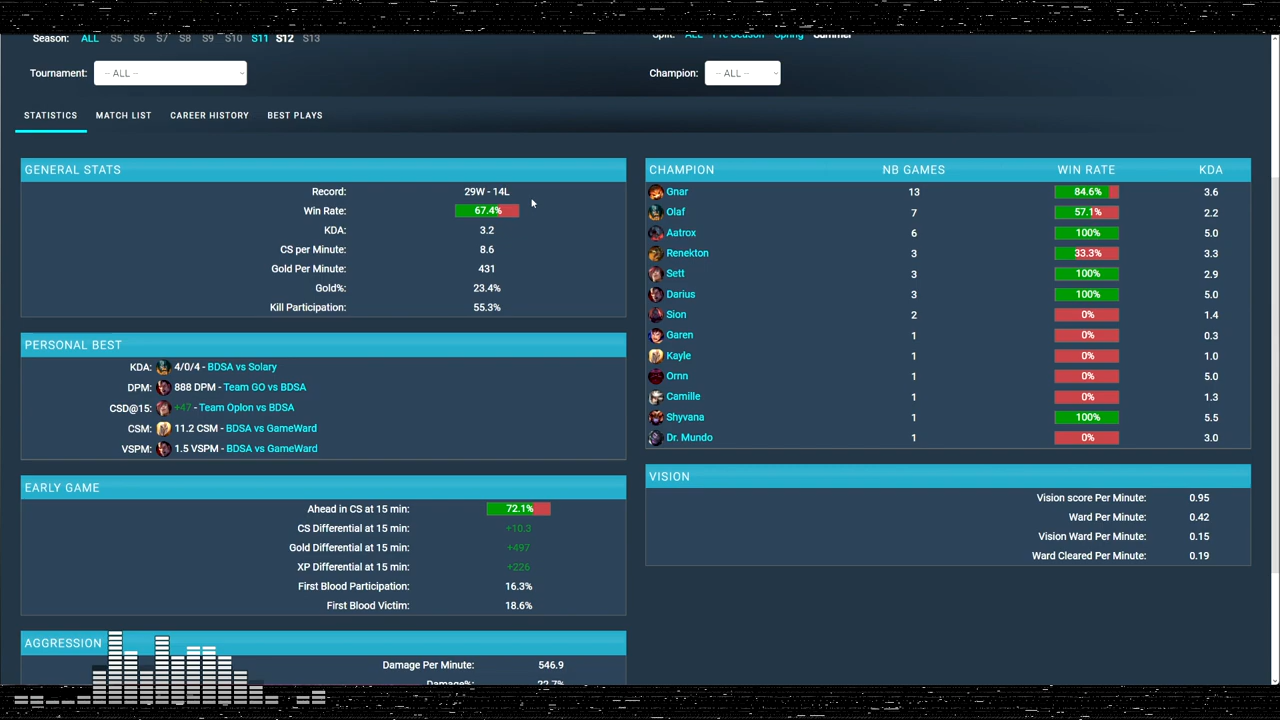 Season: ALL S5 S6 S7 S8 S9 S10 S11 S12 S13
Split: ALL Pre Season Spring Summer
Tournament: -- ALL --
Champion: -- ALL --
STATISTICS MATCH LIST CAREER HISTORY BEST PLAYS
GENERAL STATS
Record: 29W - 14L
Win Rate: 67.4%
KDA: 3.2
CS per Minute: 8.6
Gold Per Minute: 431
Gold%: 23.4%
Kill Participation: 55.3%
PERSONAL BEST
KDA: 4/0/4 - BDSA vs Solary
DPM: 888 DPM - Team GO vs BDSA
CSD@15: +47 - Team Oplon vs BDSA
CSM: 11.2 CSM - BDSA vs GameWard
VSPM: 1.5 VSPM - BDSA vs GameWard
EARLY GAME
Ahead in CS at 15 min: 72.1%
CS Differential at 15 min: +10.3
Gold Differential at 15 min: +497
XP Differential at 15 min: +226
First Blood Participation: 16.3%
First Blood Victim: 18.6%
AGGRESSION
Damage Per Minute: 546.9
Damage%: 22.7%
CHAMPION NB GAMES WIN RATE KDA
Gnar 13 84.6% 3.6
Olaf 7 57.1% 2.2
Aatrox 6 100% 5.0
Renekton 3 33.3% 3.3
Sett 3 100% 2.9
Darius 3 100% 5.0
Sion 2 0% 1.4
Garen 1 0% 0.3
Kayle 1 0% 1.0
Ornn 1 0% 5.0
Camille 1 0% 1.3
Shyvana 1 100% 5.5
Dr. Mundo 1 0% 3.0
VISION
Vision score Per Minute: 0.95
Ward Per Minute: 0.42
Vision Ward Per Minute: 0.15
Ward Cleared Per Minute: 0.19